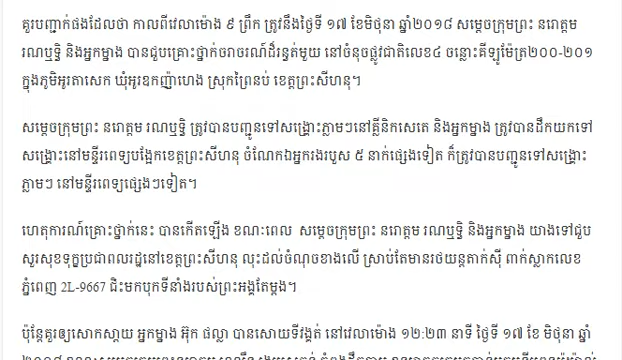 គួរបញ្ជាក់ផងដែលថា កាលពីវេលាម៉ោង ៩ ព្រឹក ត្រូវនឹងថ្ងៃទី ១៧ ខែមិថុនា ឆ្នាំ២០១៨ សម្តេចក្រុមព្រះ នរោត្តម
រណឬទ្ធិ និងអ្នកម្នាង បានជួបគ្រោះថ្នាក់ចរាចរណ៍ដ៏រន្ធត់មួយ នៅចំនុចផ្លូវជាតិលេខ៤ ចន្លោះគីឡូម៉ែត្រ២០០-២០១
ក្នុងភូមិអូរតាសេក ឃុំអូរឧកញ៉ាហេង ស្រុកព្រៃនប់ ខេត្តព្រះសីហនុ។
សម្តេចក្រុមព្រះ នរោត្តម រណឬទ្ធិ ត្រូវបានបញ្ជូនទៅសង្គ្រោះភ្លាមៗនៅគ្លីនិកសេតេ និងអ្នកម្នាង ត្រូវបានដឹកយកទៅ
សង្គ្រោះនៅមន្ទីរពេទ្យបង្អែកខេត្តព្រះសីហនុ ចំណែកឯអ្នករងរបួស ៥ នាក់ផ្សេងទៀត ក៏ត្រូវបានបញ្ជូនទៅសង្គ្រោះ
ភ្លាមៗ នៅមន្ទីរពេទ្យផ្សេងៗទៀត។
ហេតុការណ៍គ្រោះថ្នាក់នេះ បានកើតឡើង ខណៈពេល សម្តេចក្រុមព្រះ នរោត្តម រណឬទ្ធិ និងអ្នកម្នាង យាងទៅជួប
សួរសុខទុក្ខប្រជាពលរដ្ឋនៅខេត្តព្រះសីហនុ លុះដល់ចំណុចខាងលើ ស្រាប់តែមានរថយន្តតាក់ស៊ី ពាក់ស្លាកលេខ
ភ្នំពេញ 2L-9667 ជិះមកបុកទីនាំងរបស់ព្រះអង្គតែម្តង។
ប៉ុន្តែគួរឲ្យសោកស្តាយ អ្នកម្នាង អ៊ុក ផល្លា បានសោយទីវង្គត់ នៅវេលាម៉ោង ១២:២៣ នាទី ថ្ងៃទី ១៧ ខែ មិថុនា ឆ្នាំ